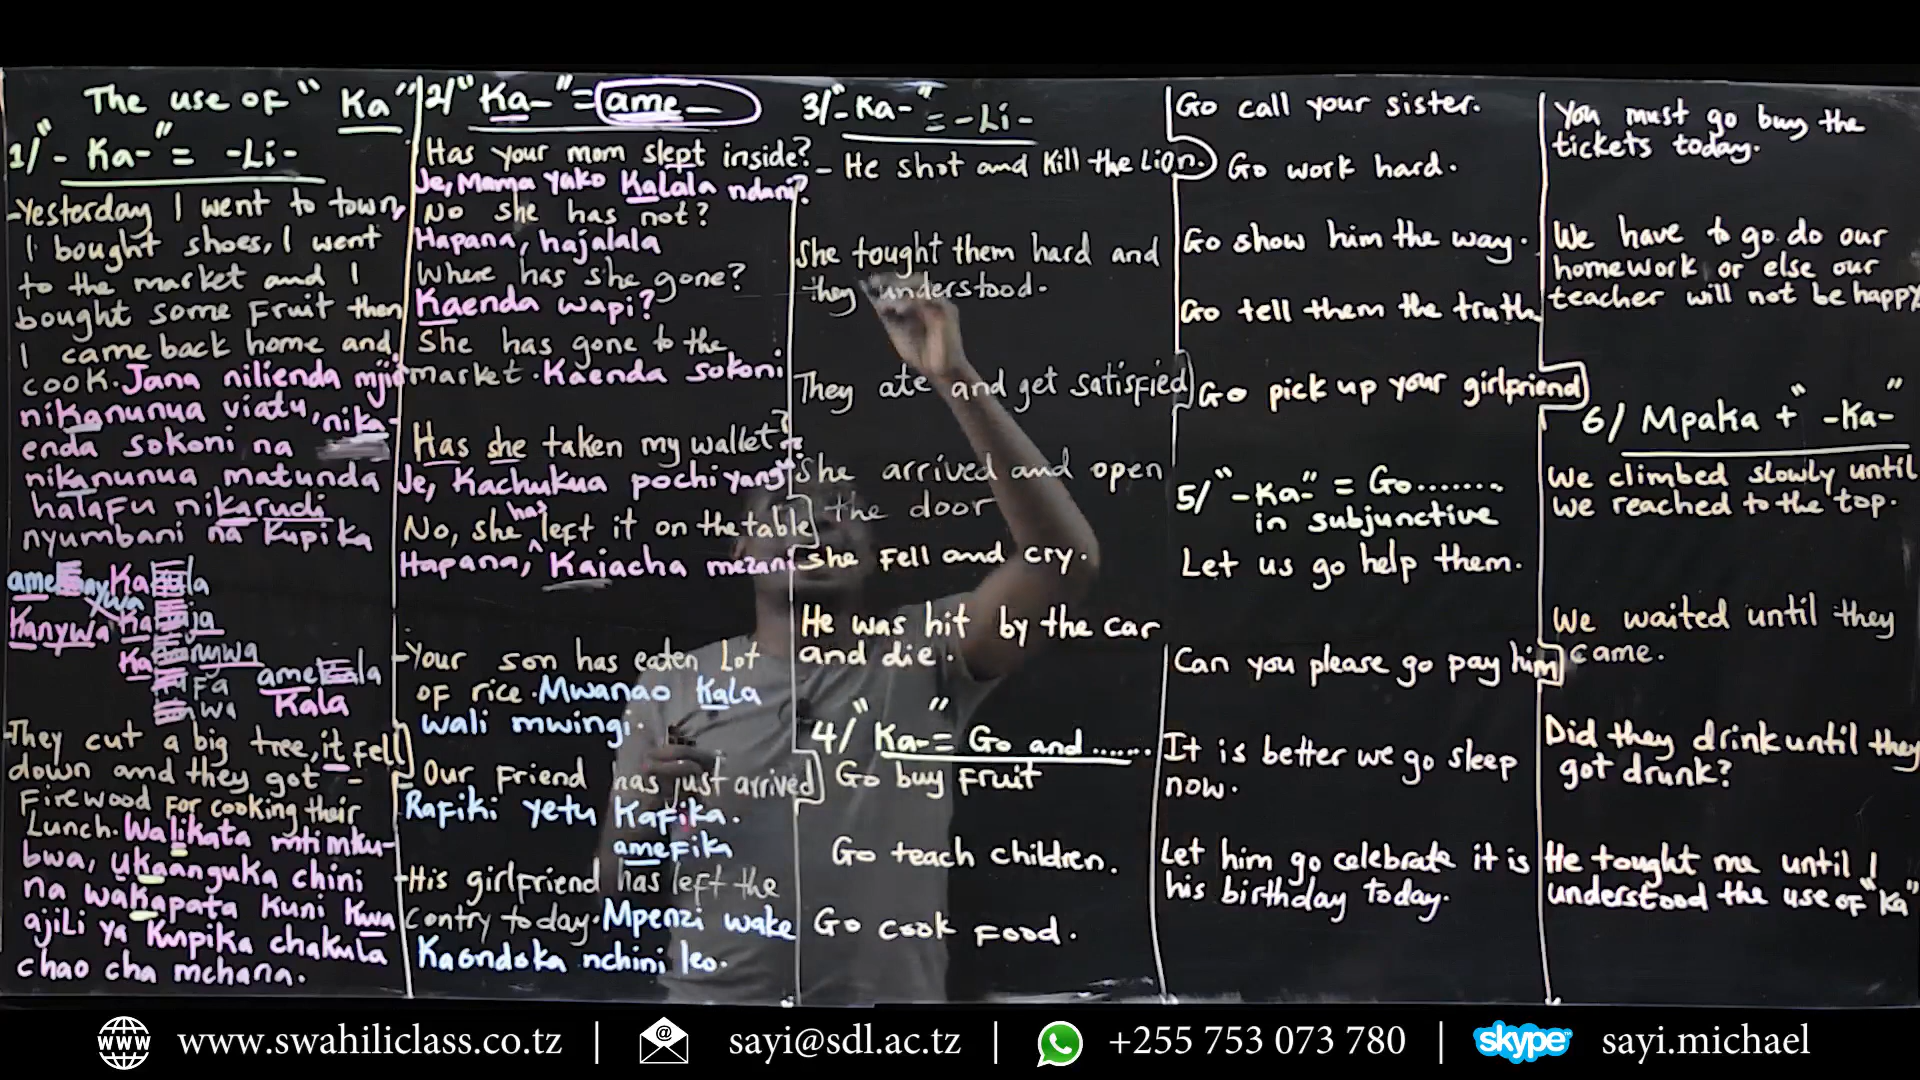 The use of "Ka"
1/ "-Ka-" = -Li-
-Yesterday I went to town,
I bought shoes, I went
to the market and I
bought some Fruit then
I came back home and
cook. Jana nilienda mjio
nikanunua viatu, nika-
enda sokoni na
nikanunua matunda
halafu nikarudi
nyumbani na kupika
ame
Kanywa
Ka
la
ja
nywa
Fa
wa
Kala
-They cut a big tree, it fell
down and they got -
Firewood for cooking their
Lunch. Walikata mti mku-
bwa, ukaanguka chini
na wakapata kuni kwa
ajili ya kupika chakula
chao cha mchana.
2/ "Ka-" = ame-
Has your mom slept inside?
Je, Mama yako Kalala ndani?
No she has not?
Hapana, hajalala
Where has she gone?
Kaenda wapi?
She has gone to the
market. Kaenda sokoni
Has she taken my wallet?
Je, Kachukua pochi yangu
No, she has left it on the table
Hapana, Kaiacha mezani
-Your son has eaten Lot
of rice. Mwanao Kala
wali mwingi.
-Our Friend has just arrived
Rafiki yetu Kafika.
amefika
-His girlfriend has left the
contry today. Mpenzi wake
Kaondoka nchini leo.
3/ "-Ka-" = -Li-
- He shot and Kill the Lion.
She tought them hard and
they understood.
They ate and get satisfied
She arrived and open
the door
She fell and cry.
He was hit by the car
and die.
4/ "Ka-" = Go and .......
Go buy fruit
Go teach children.
Go cook food.
Go call your sister.
Go work hard.
Go show him the way.
Go tell them the truth.
Go pick up your girlfriend
5/ "-Ka-" = Go........
in subjunctive
Let us go help them.
Can you please go pay him
It is better we go sleep
now.
Let him go celebrate it is
his birthday today.
You must go buy the
tickets today.
We have to go do our
homework or else our
teacher will not be happy
6/ Mpaka + "-Ka-"
We climbed slowly until
we reached to the top.
We waited until they
came.
Did they drink until they
got drunk?
He tought me until I
understood the use of "Ka"
www.swahiliclass.co.tz | sayi@sdl.ac.tz | +255 753 073 780 | skype sayi.michael